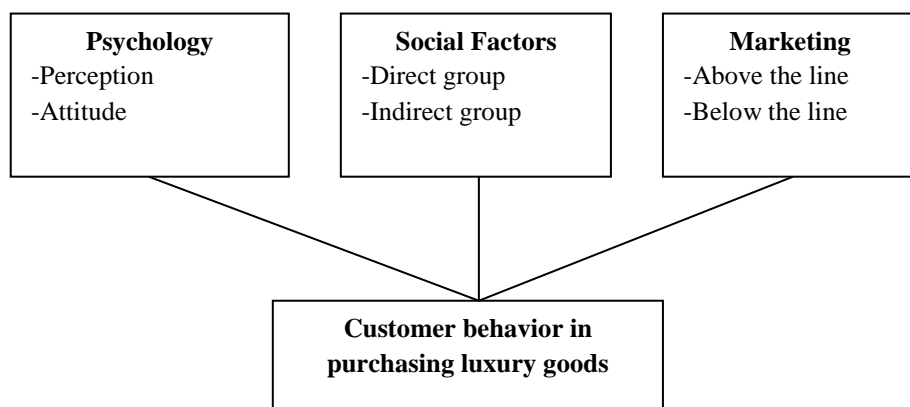 Psychology
-Perception
-Attitude
Social Factors
-Direct group
-Indirect group
Marketing
-Above the line
-Below the line
Customer behavior in
purchasing luxury goods